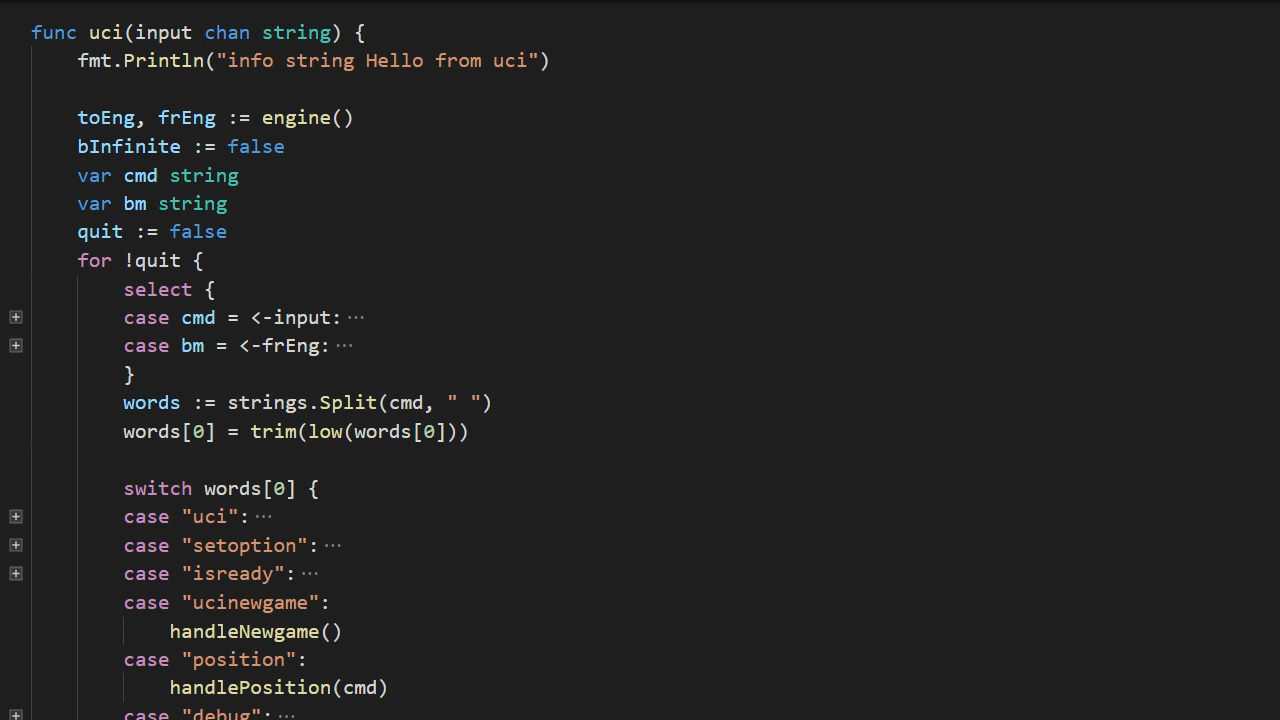 func uci(input chan string) {
fmt.Println("info string Hello from uci")
toEng, frEng := engine()
bInfinite := false
var cmd string
var bm string
quit := false
for !quit {
select {
case cmd = <-input:···
case bm = <-frEng:···
}
words := strings.Split(cmd, " ")
words[0] = trim(low(words[0]))
switch words[0] {
case "uci":···
case "setoption":···
case "isready":···
case "ucinewgame":
handleNewgame()
case "position":
handlePosition(cmd)
case "debug":···